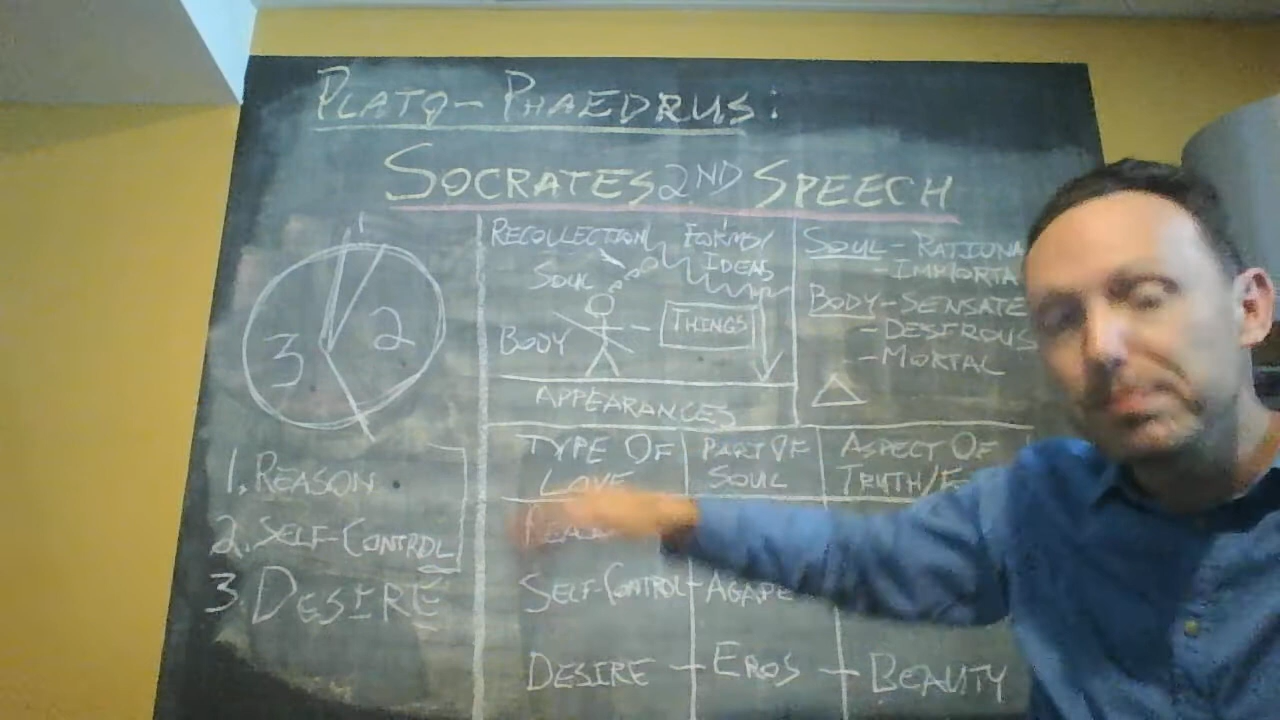 PLATO - PHAEDRUS:
SOCRATES 2ND SPEECH
1
2
3
1. REASON
2. SELF-CONTROL
3. DESIRE
RECOLLECTION
FORMS/
IDEAS
SOUL
BODY
THINGS
APPEARANCES
SOUL - RATIONA
- IMMORTA
BODY - SENSATE
- DESIROUS
- MORTAL
TYPE OF
LOVE
PART OF
SOUL
ASPECT OF
TRUTH/
SELF-CONTROL - AGAPE
DESIRE - EROS - BEAUTY